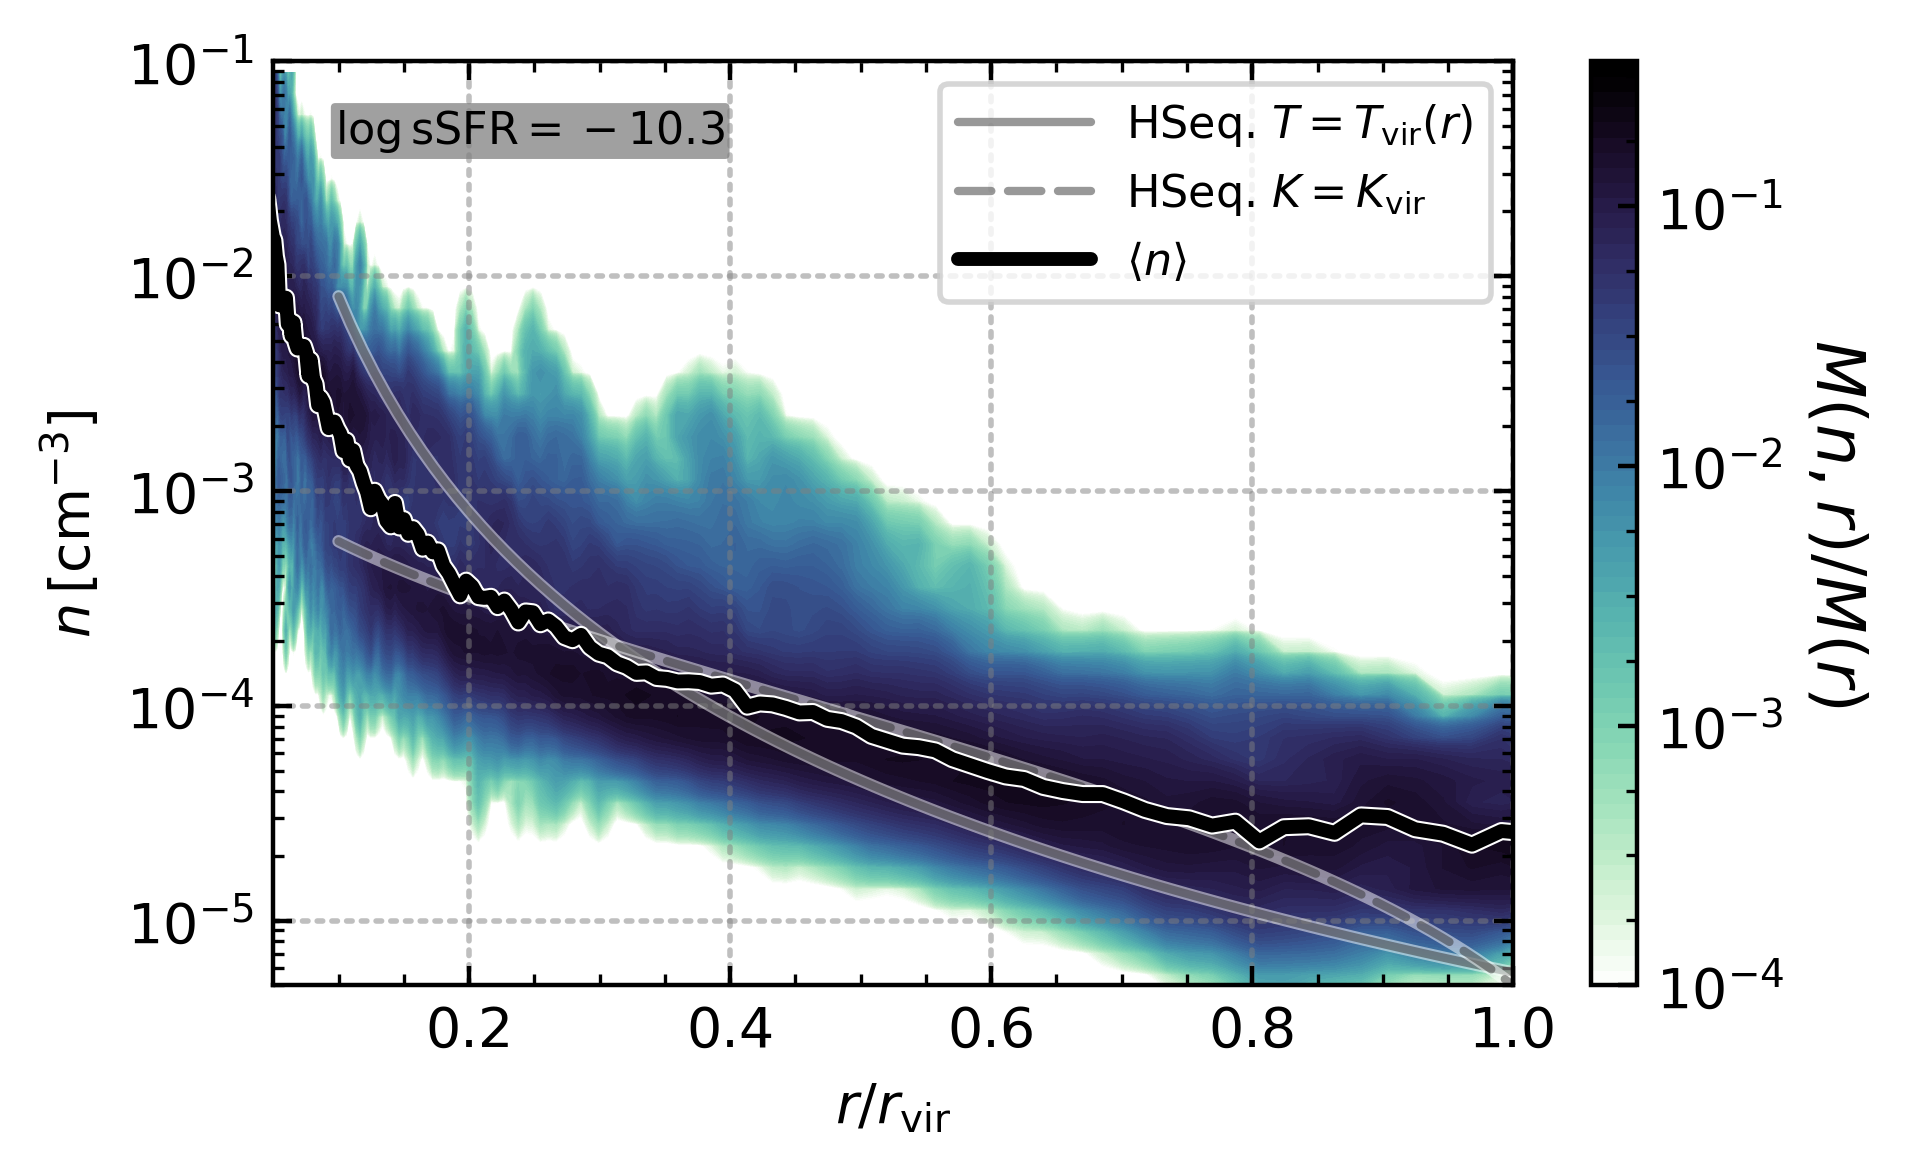 10⁻¹
10⁻²
10⁻³
10⁻⁴
10⁻⁵
n [cm⁻³]
log sSFR = −10.3
HSeq. T = T_vir(r)
HSeq. K = K_vir
⟨n⟩
0.2 0.4 0.6 0.8 1.0
r/r_vir
10⁻¹
10⁻²
10⁻³
10⁻⁴
M(n, r)/M(r)